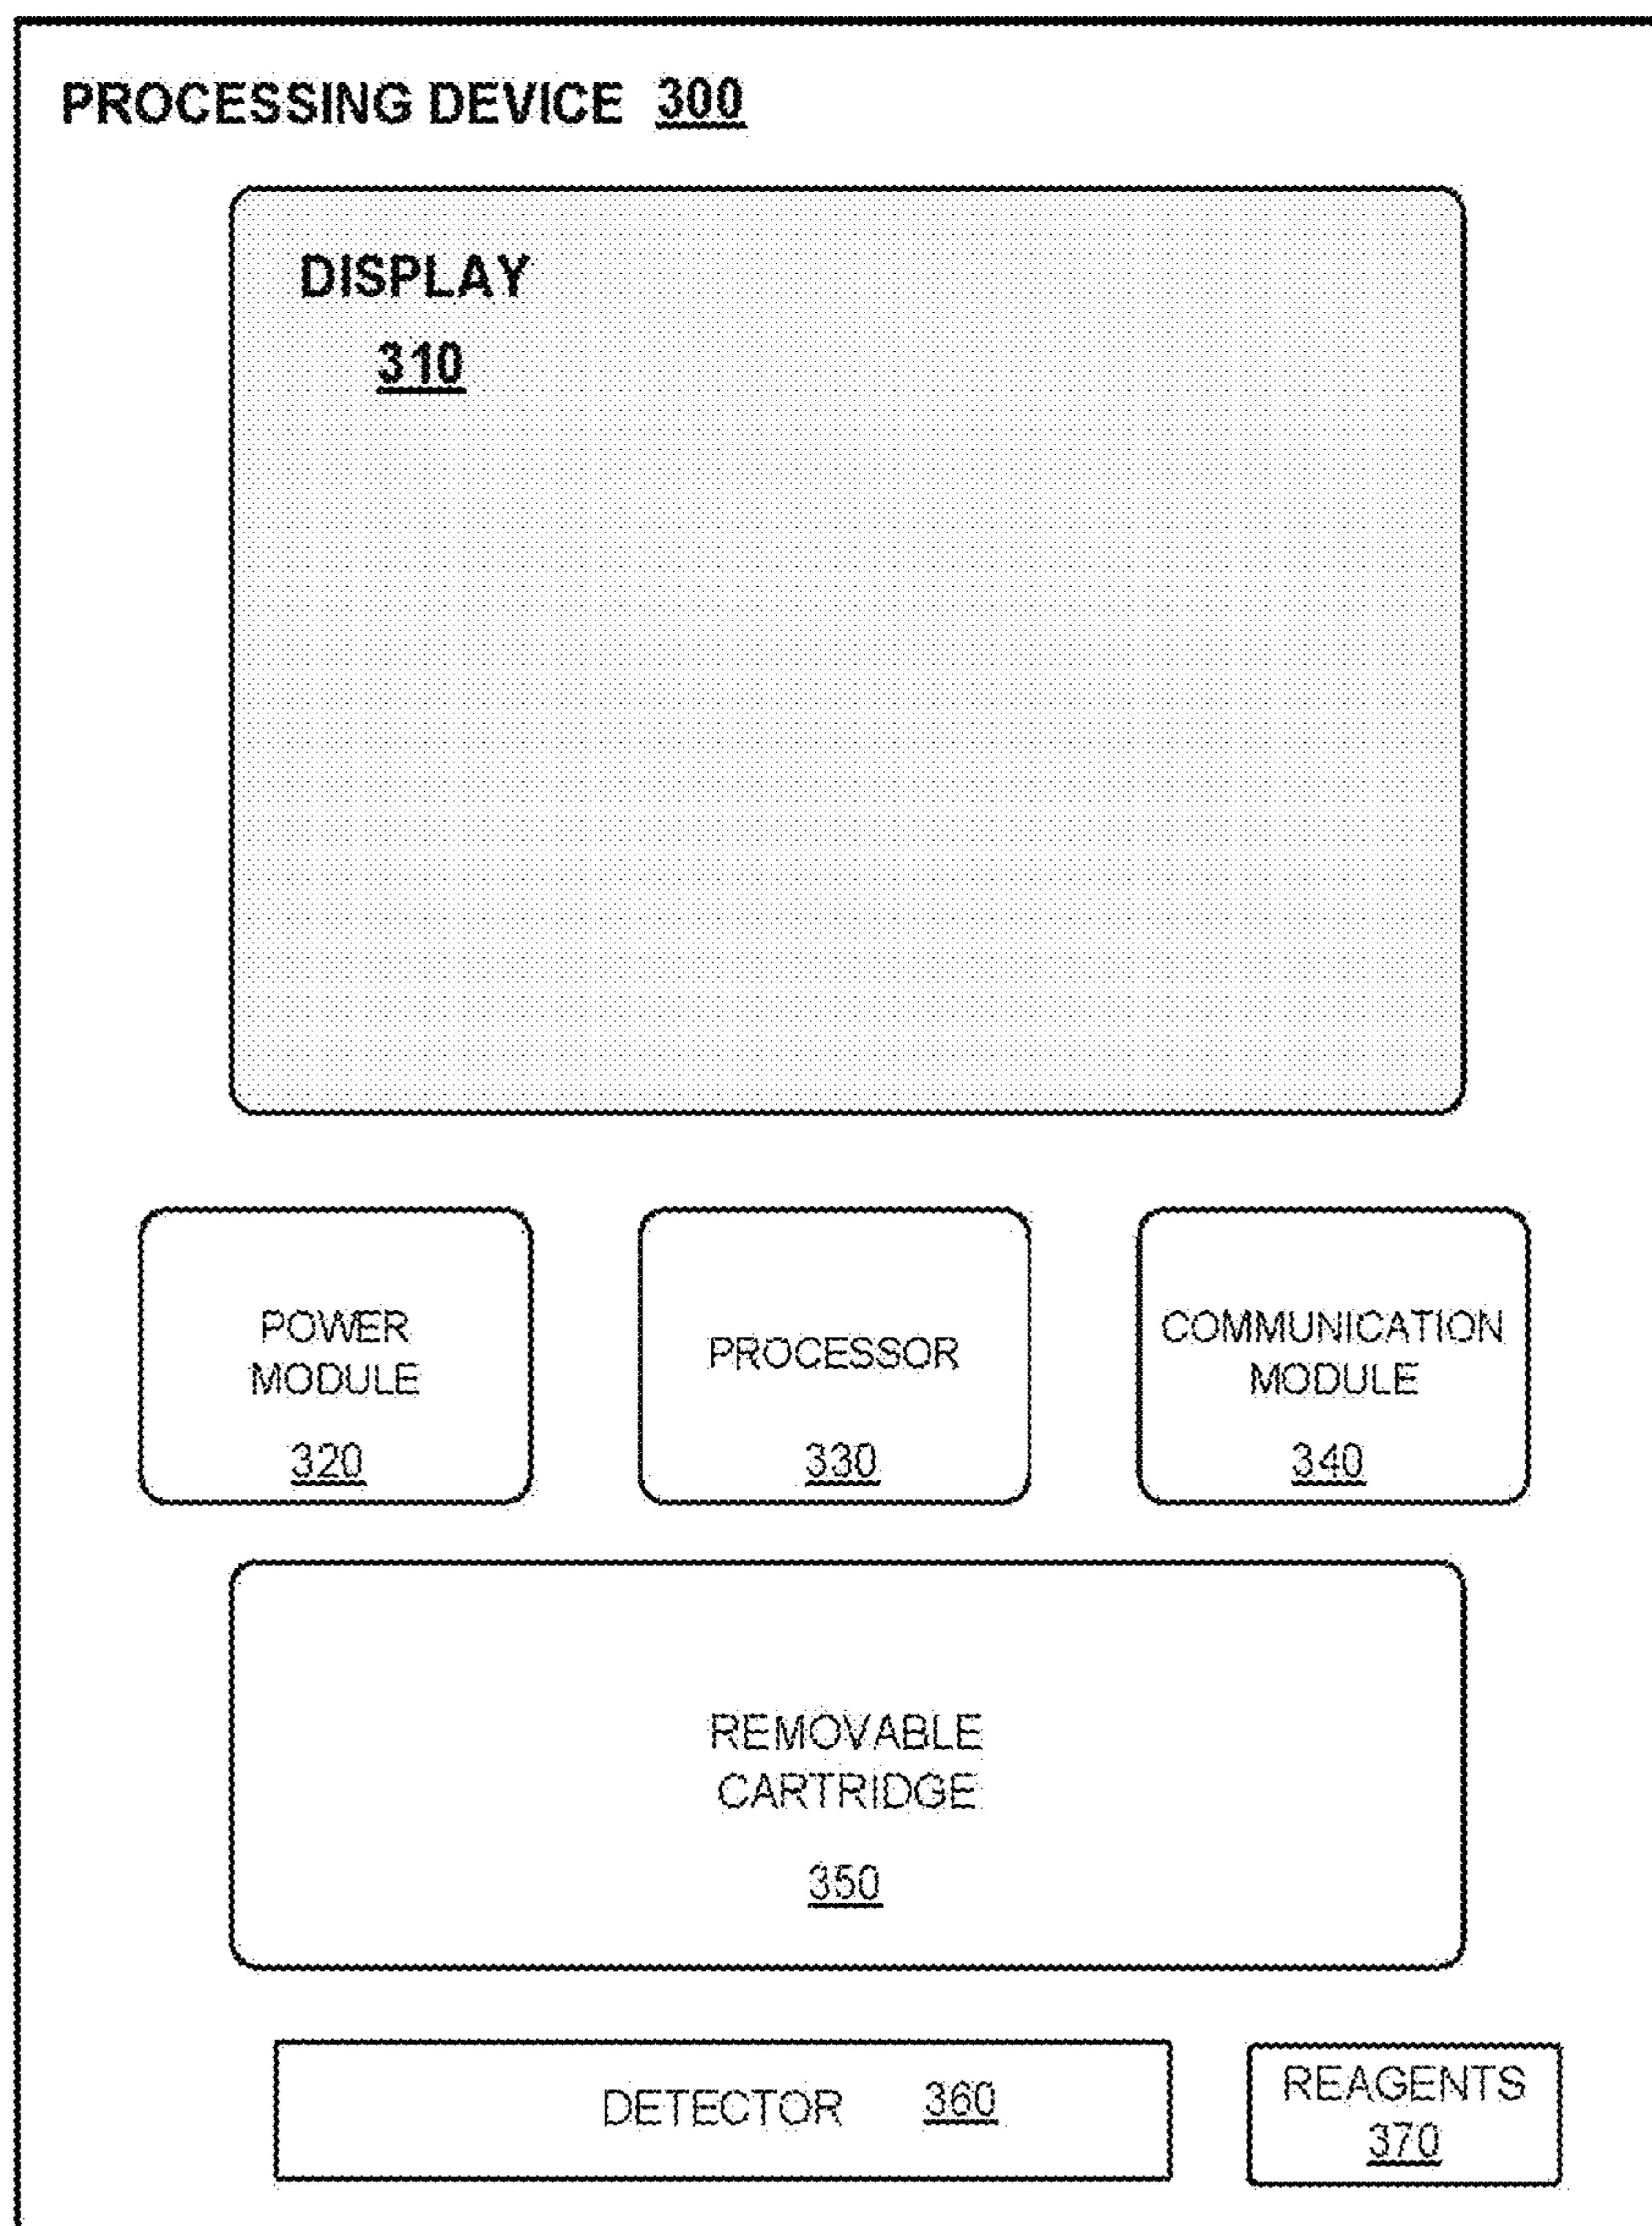 PROCESSING DEVICE 300
DISPLAY
310
POWER
MODULE
320
PROCESSOR
330
COMMUNICATION
MODULE
340
REMOVABLE
CARTRIDGE
350
DETECTOR 360
REAGENTS
370